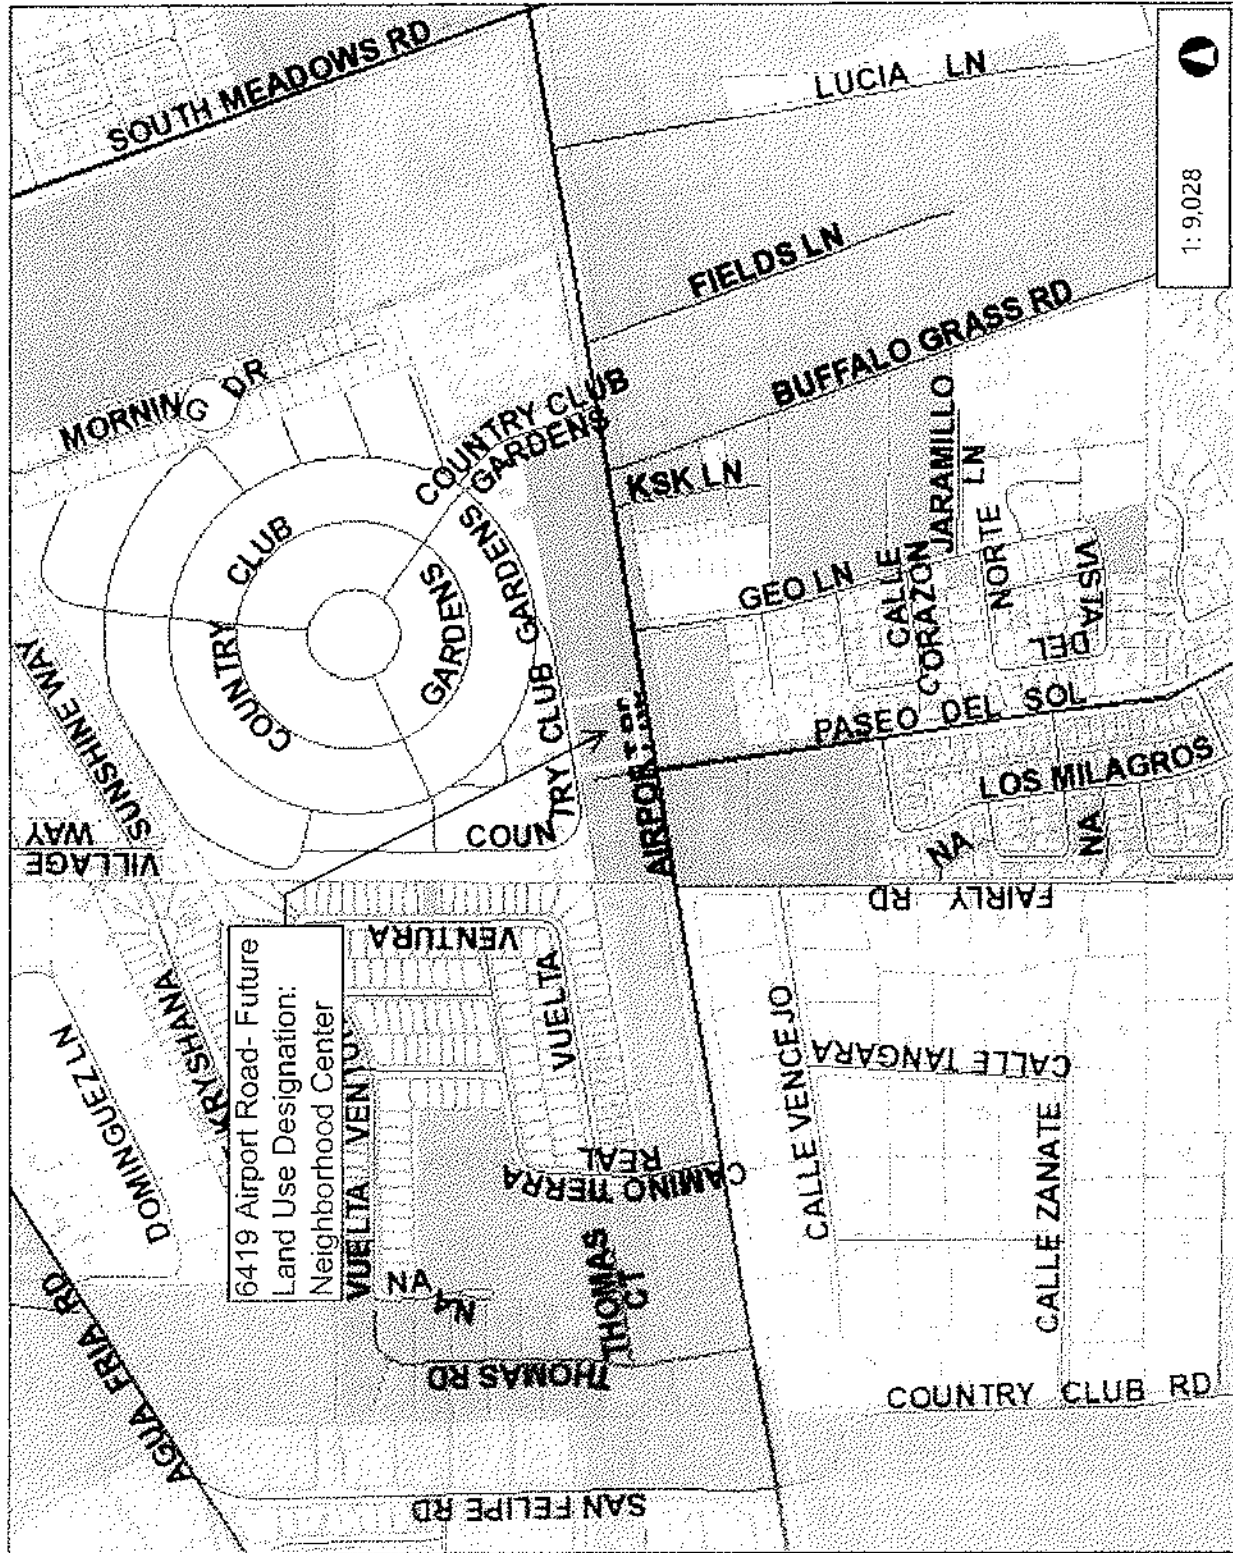 SOUTH MEADOWS RD
LUCIA LN
1: 9,028
FIELDS LN
BUFFALO GRASS RD
MORNING DR
COUNTRY CLUB
GARDENS
KSK LN
JARAMILLO
LN
NORTE
CALLE
CORAZON
GEO LN
VISTA
DEL
COUNTRY CLUB
GARDENS
COUNTRY CLUB GARDENS
SUNSHINE WAY
VILLAGE
WAY
AIRPORT
PASEO DEL SOL
LOS MILAGROS
NA
NA
FAIRLY RD
6419 Airport Road- Future
Land Use Designation:
Neighborhood Center
VENTURA
VUELTA
KRYSHANA
DOMINGUEZ LN
VUELTA VENTU
CAMINO TIERRA
REAL
CALLE VENCEJO
CALLE TANGARA
CALLE ZANATE
NA
NA
THOMAS
CT
THOMAS RD
AGUA FRIA RD
SAN FELIPE RD
COUNTRY CLUB RD